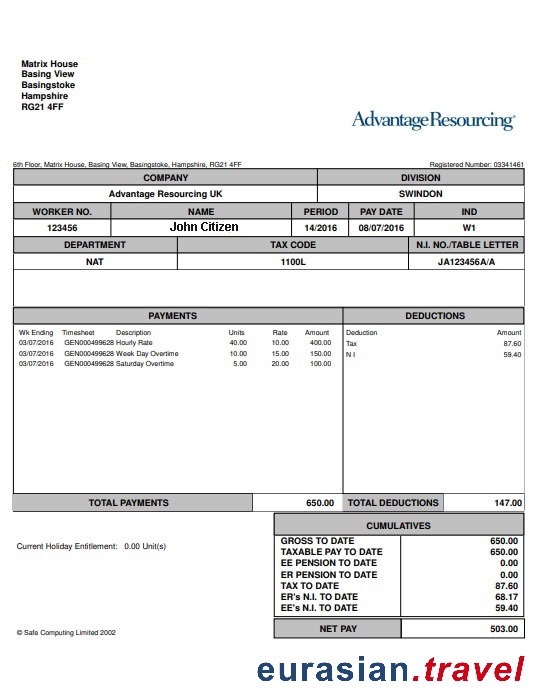 Matrix House
Basing View
Basingstoke
Hampshire
RG21 4FF
AdvantageResourcing
6th Floor, Matrix House, Basing View, Basingstoke, Hampshire, RG21 4FF Registered Number: 03341461
COMPANY DIVISION
Advantage Resourcing UK SWINDON
WORKER NO. NAME PERIOD PAY DATE IND
123456 John Citizen 14/2016 08/07/2016 W1
DEPARTMENT TAX CODE N.I. NO./TABLE LETTER
NAT 1100L JA123456A/A
PAYMENTS DEDUCTIONS
Wk Ending Timesheet Description Units Rate Amount Deduction Amount
03/07/2016 GEN000499628 Hourly Rate 40.00 10.00 400.00 Tax 87.60
03/07/2016 GEN000499628 Week Day Overtime 10.00 15.00 150.00 N I 59.40
03/07/2016 GEN000499628 Saturday Overtime 5.00 20.00 100.00
TOTAL PAYMENTS 650.00 TOTAL DEDUCTIONS 147.00
CUMULATIVES
Current Holiday Entitlement: 0.00 Unit(s)
GROSS TO DATE 650.00
TAXABLE PAY TO DATE 650.00
EE PENSION TO DATE 0.00
ER PENSION TO DATE 0.00
TAX TO DATE 87.60
ER's N.I. TO DATE 68.17
EE's N.I. TO DATE 59.40
© Safe Computing Limited 2002 NET PAY 503.00
eurasian.travel